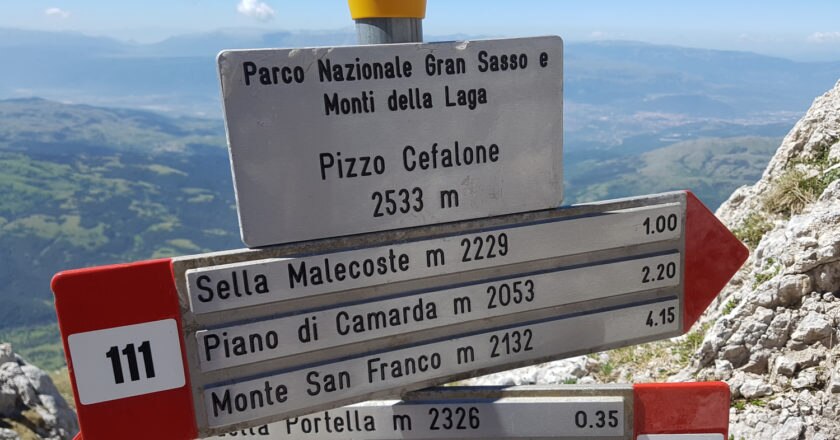 Parco Nazionale Gran Sasso e
Monti della Laga
Pizzo Cefalone
2533 m
111
Sella Malecoste m 2229 1.00
Piano di Camarda m 2053 2.20
Monte San Franco m 2132 4.15
Portella m 2326 0.35